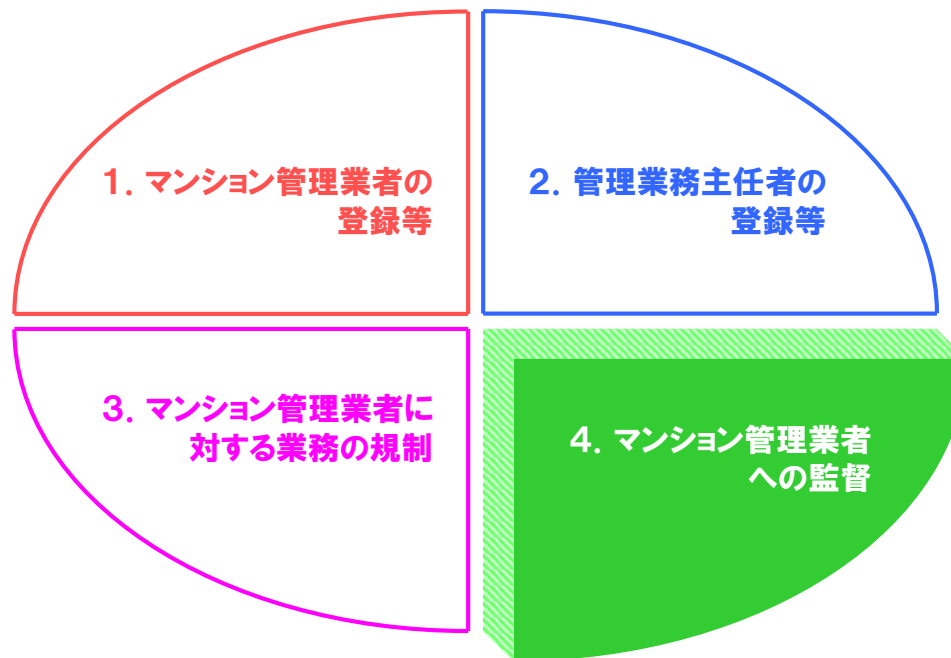 1. マンション管理業者の
登録等
2. 管理業務主任者の
登録等
3. マンション管理業者に
対する業務の規制
4. マンション管理業者
への監督